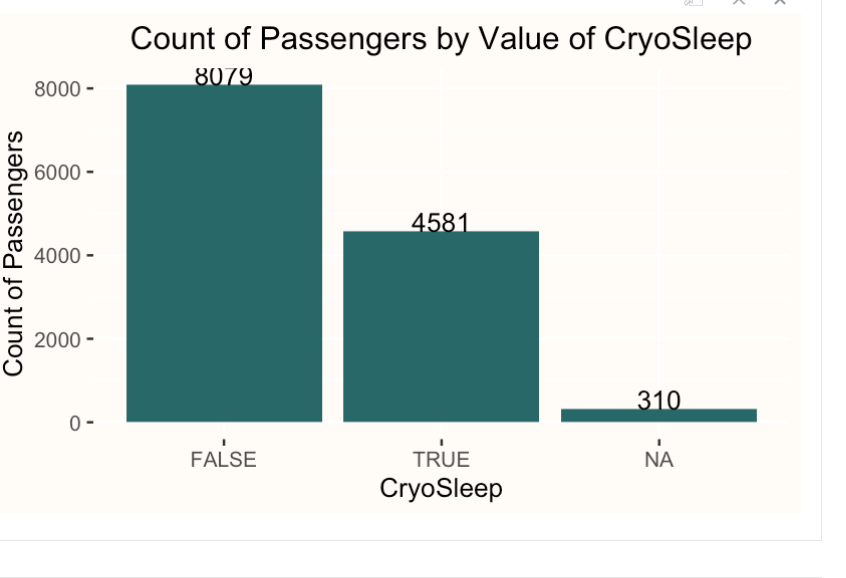 Count of Passengers by Value of CryoSleep
8079
8000
6000
4581
4000
2000
310
0
Count of Passengers
FALSE TRUE NA
CryoSleep